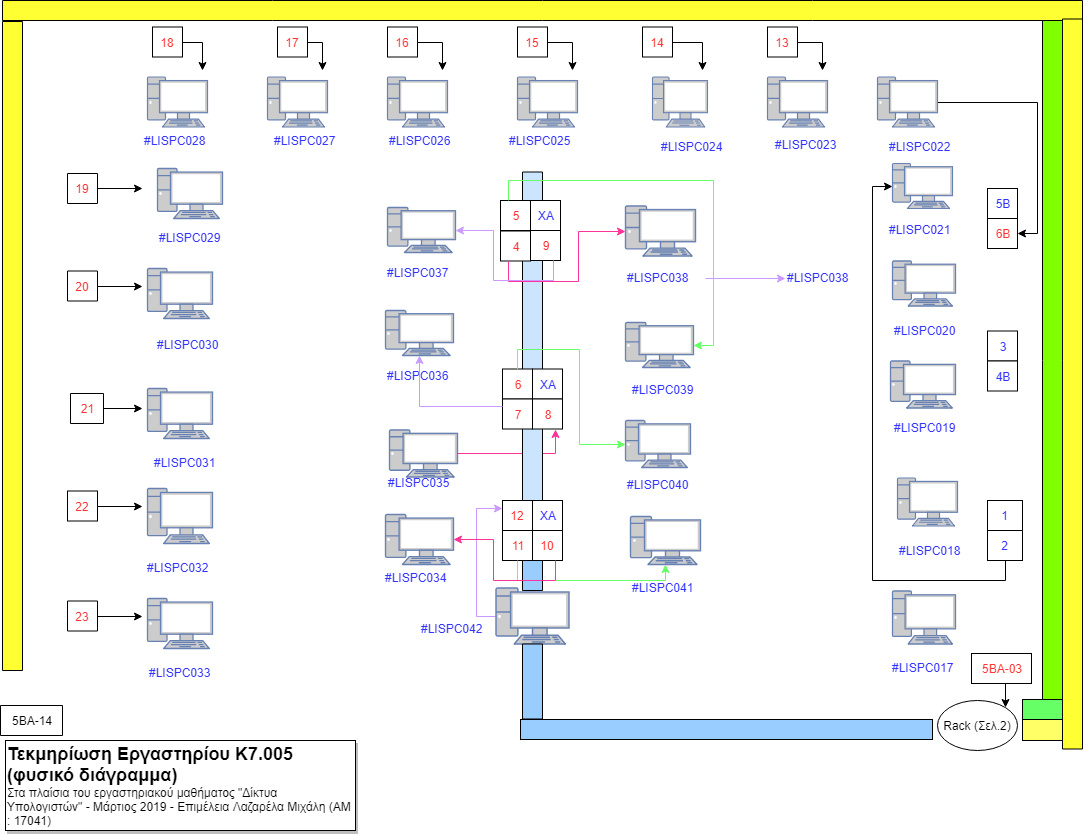 18
17
16
15
14
13
#LISPC028
#LISPC027
#LISPC026
#LISPC025
#LISPC024
#LISPC023
#LISPC022
19
#LISPC029
5
ΧΑ
4
9
#LISPC037
#LISPC038
#LISPC038
#LISPC021
5B
6B
20
#LISPC030
#LISPC036
#LISPC039
#LISPC020
3
4B
6
ΧΑ
7
8
21
#LISPC031
#LISPC035
#LISPC040
#LISPC019
22
#LISPC032
12
ΧΑ
11
10
#LISPC034
#LISPC041
#LISPC018
1
2
23
#LISPC033
#LISPC042
#LISPC017
5BA-03
5BA-14
Rack (Σελ.2)
Τεκμηρίωση Εργαστηρίου Κ7.005
(φυσικό διάγραμμα)
Στα πλαίσια του εργαστηριακού μαθήματος "Δίκτυα
Υπολογιστών" - Μάρτιος 2019 - Επιμέλεια Λαζαρέλα Μιχάλη (ΑΜ
: 17041)